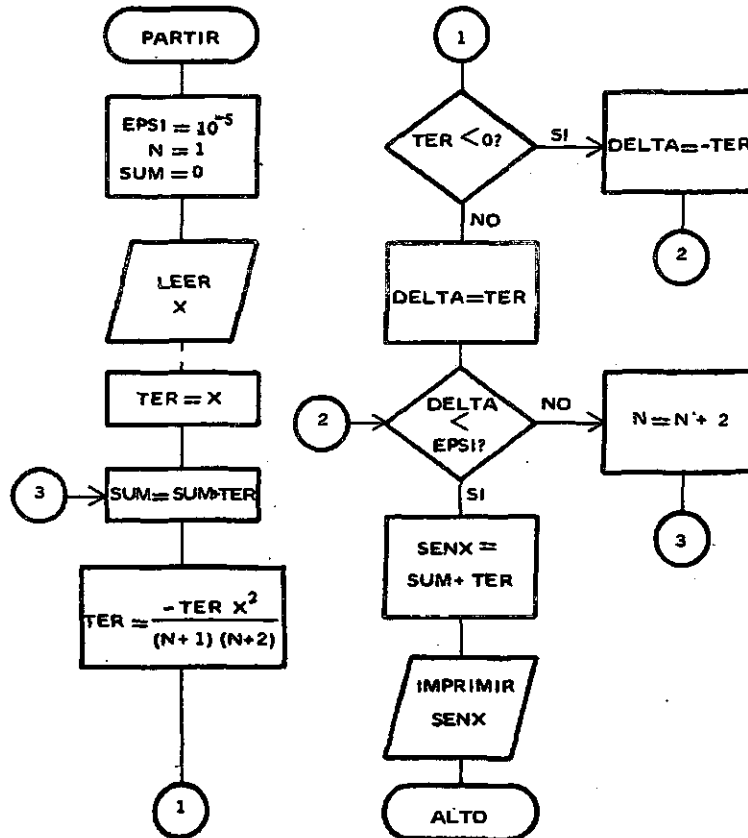 PARTIR
EPSI = 10^-5
N = 1
SUM = 0
LEER
X
TER = X
3
SUM = SUM+TER
TER = -TER X^2
(N+1) (N+2)
1
1
TER < 0?
SI
DELTA = -TER
2
NO
DELTA = TER
2
DELTA
<
EPSI?
NO
N = N + 2
3
SI
SENX =
SUM + TER
IMPRIMIR
SENX
ALTO